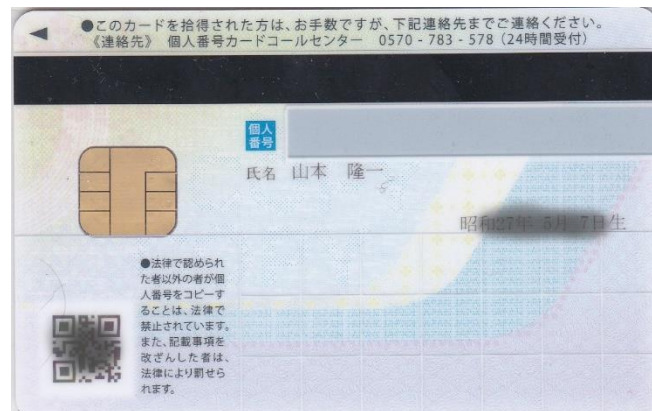 ◀ ●このカードを拾得された方は、お手数ですが、下記連絡先までご連絡ください。
《連絡先》 個人番号カードコールセンター 0570-783-578（24時間受付）
個人
番号
氏名 山本 隆一
昭和 日生
●法律で認められ
た者以外の者が個
人番号をコピーす
ることは、法律で
禁止されています。
また、記載事項を
改ざんした者は、
法律により罰せら
れます。